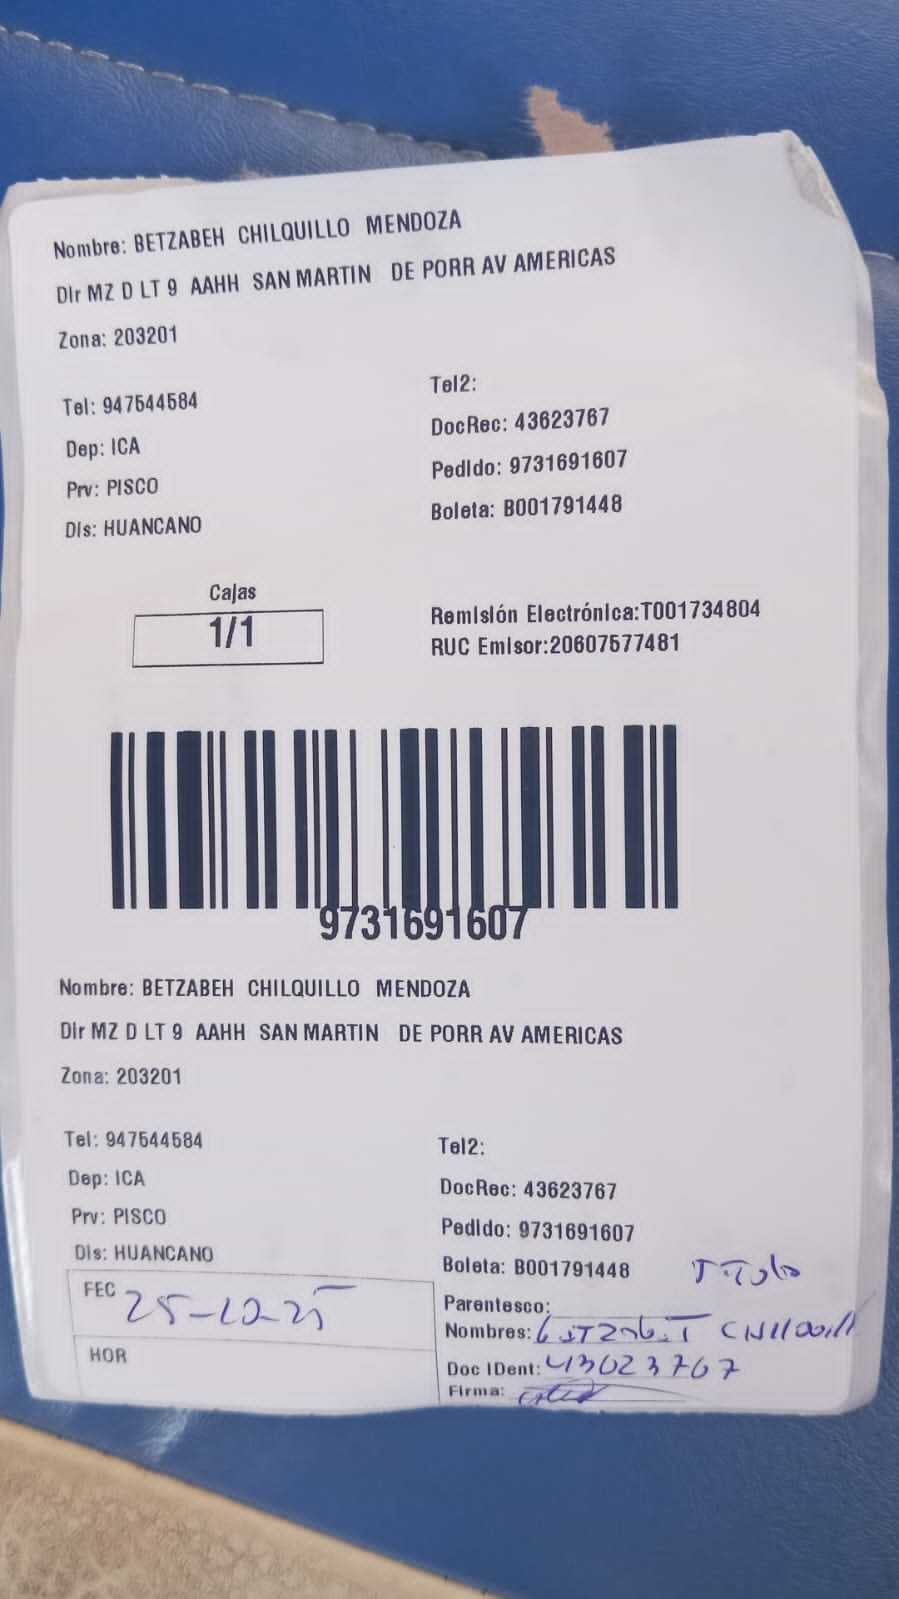 Nombre: BETZABEH CHILQUILLO MENDOZA
Dir MZ D LT 9 AAHH SAN MARTIN DE PORR AV AMERICAS
Zona: 203201
Tel: 947544584
Tel2:
Dep: ICA
DocRec: 43623767
Prv: PISCO
Pedido: 9731691607
Dis: HUANCANO
Boleta: B001791448
Cajas
1/1
Remisión Electrónica:T001734804
RUC Emisor:20607577481
9731691607
Nombre: BETZABEH CHILQUILLO MENDOZA
Dir MZ D LT 9 AAHH SAN MARTIN DE PORR AV AMERICAS
Zona: 203201
Tel: 947544584
Tel2:
Dep: ICA
DocRec: 43623767
Prv: PISCO
Pedido: 9731691607
Dis: HUANCANO
Boleta: B001791448
FEC 25-12-25
Parentesco:
Nombres:
HOR
Doc IDent: 43623767
Firma: